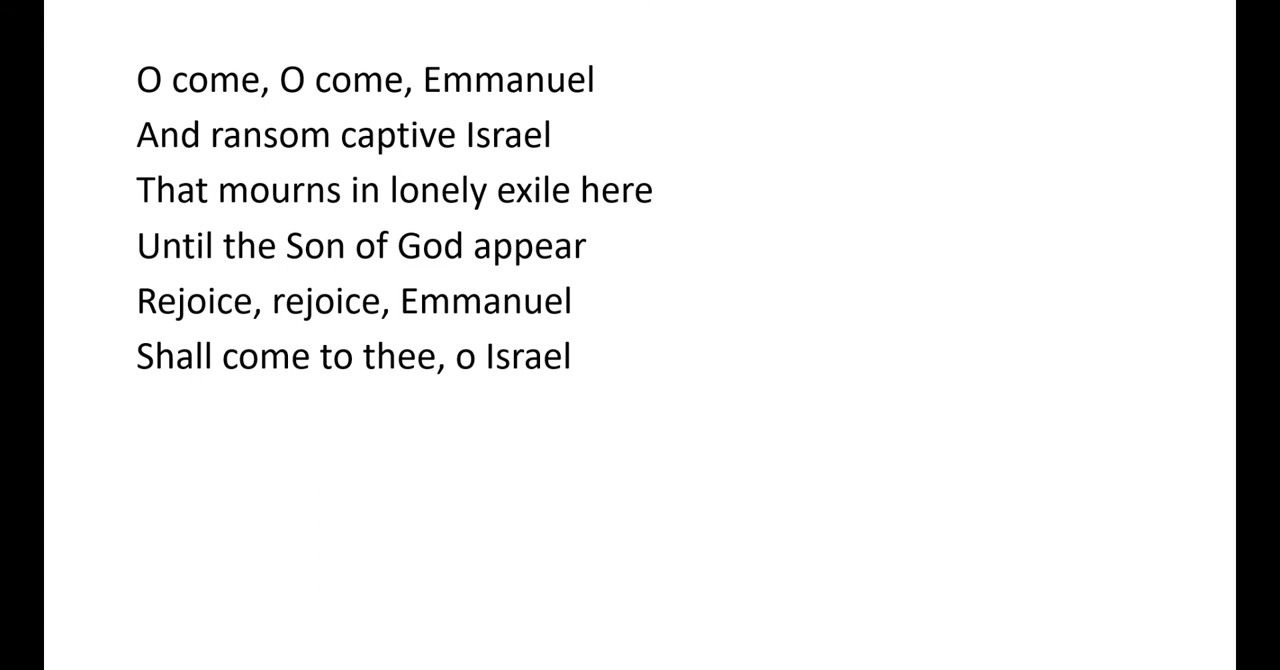 O come, O come, Emmanuel
And ransom captive Israel
That mourns in lonely exile here
Until the Son of God appear
Rejoice, rejoice, Emmanuel
Shall come to thee, o Israel